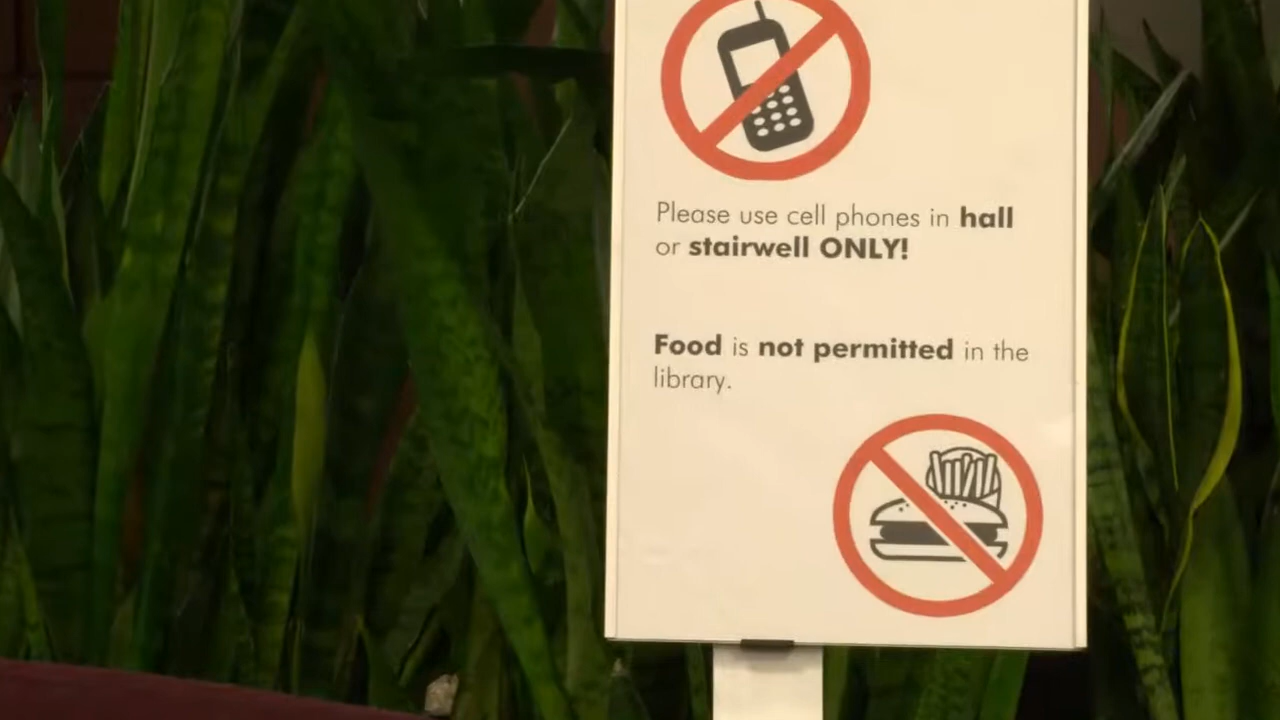 Please use cell phones in hall
or stairwell ONLY!
Food is not permitted in the
library.